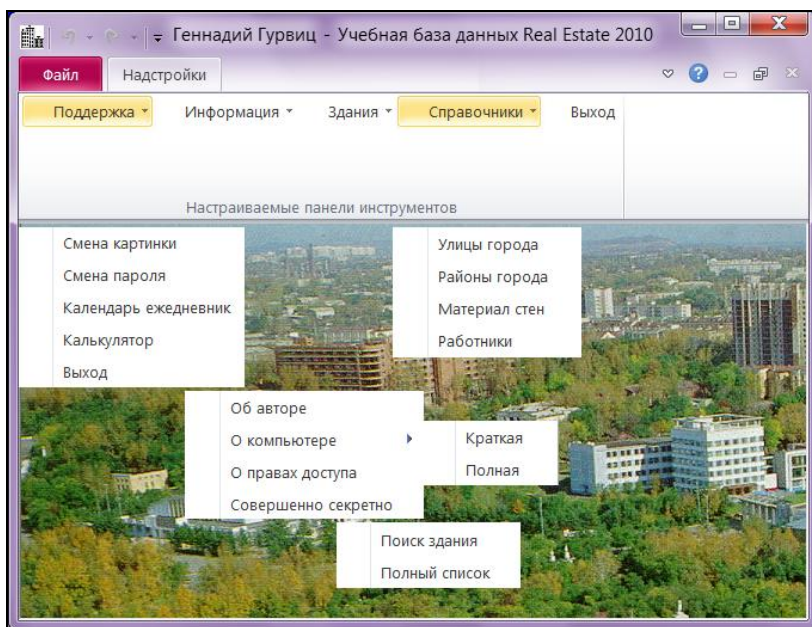 Геннадий Гурвиц - Учебная база данных Real Estate 2010
Файл Надстройки
Поддержка Информация Здания Справочники Выход
Настраиваемые панели инструментов
Смена картинки
Смена пароля
Календарь ежедневник
Калькулятор
Выход
Улицы города
Районы города
Материал стен
Работники
Об авторе
О компьютере
О правах доступа
Совершенно секретно
Краткая
Полная
Поиск здания
Полный список